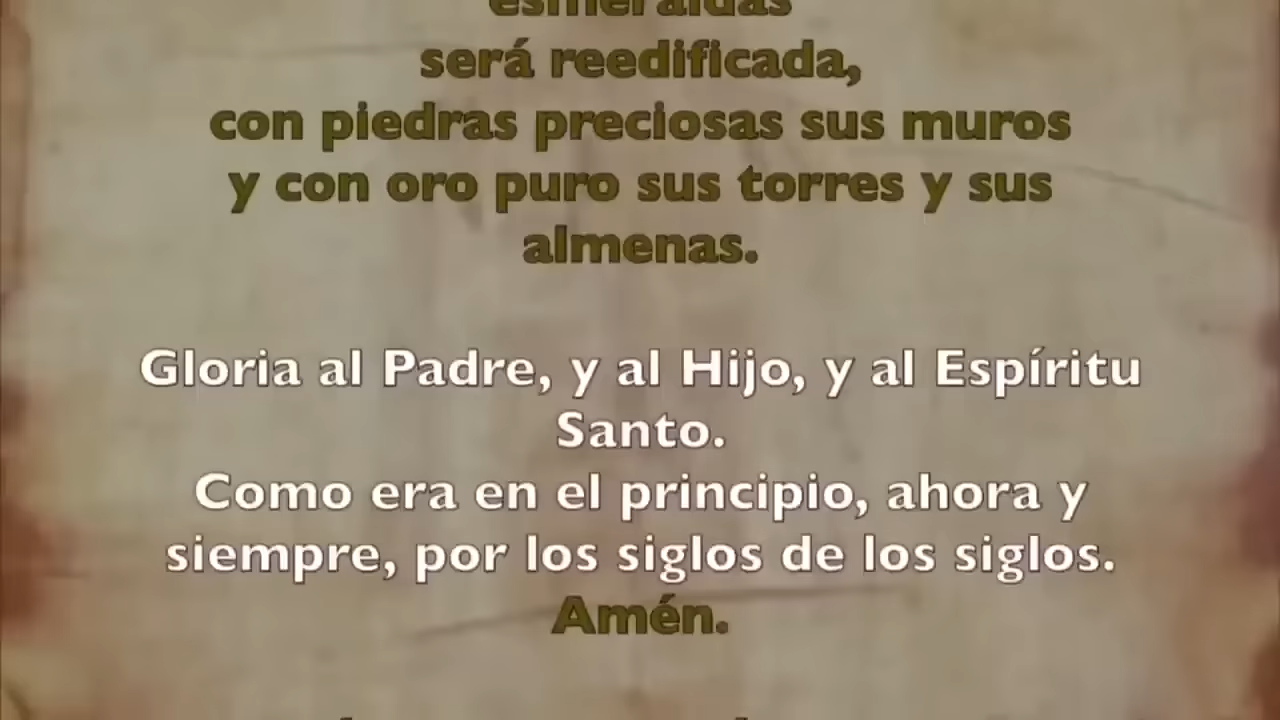 esmeraldas
será reedificada,
con piedras preciosas sus muros
y con oro puro sus torres y sus
almenas.
Gloria al Padre, y al Hijo, y al Espíritu
Santo.
Como era en el principio, ahora y
siempre, por los siglos de los siglos.
Amén.